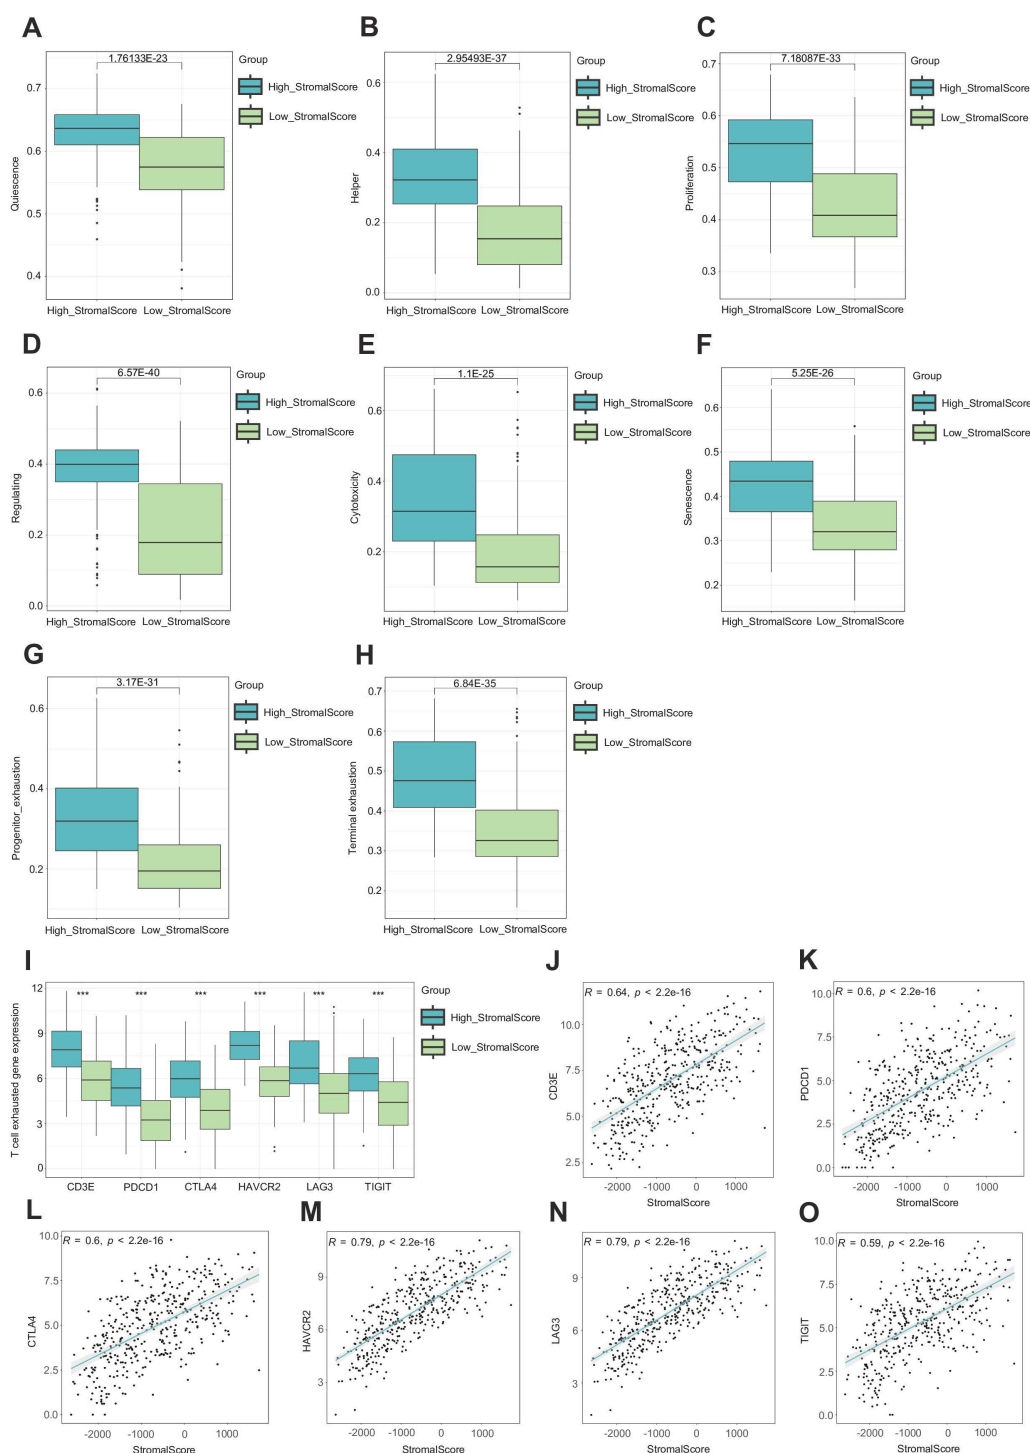 A
1.76133E-23
Group
High_StromalScore
Low_StromalScore
Quiescence
0.7
0.6
0.5
0.4
High_StromalScore Low_StromalScore
B
2.95493E-37
Group
High_StromalScore
Low_StromalScore
Helper
0.6
0.4
0.2
0.0
High_StromalScore Low_StromalScore
C
7.18087E-33
Group
High_StromalScore
Low_StromalScore
Proliferation
0.7
0.6
0.5
0.4
0.3
High_StromalScore Low_StromalScore
D
6.57E-40
Group
High_StromalScore
Low_StromalScore
Regulating
0.6
0.4
0.2
0.0
High_StromalScore Low_StromalScore
E
1.1E-25
Group
High_StromalScore
Low_StromalScore
Cytotoxicity
0.6
0.4
0.2
High_StromalScore Low_StromalScore
F
5.25E-26
Group
High_StromalScore
Low_StromalScore
Senescence
0.6
0.5
0.4
0.3
0.2
High_StromalScore Low_StromalScore
G
3.17E-31
Group
High_StromalScore
Low_StromalScore
Progenitor_exhaustion
0.6
0.4
0.2
High_StromalScore Low_StromalScore
H
6.84E-35
Group
High_StromalScore
Low_StromalScore
Terminal exhaustion
0.7
0.6
0.5
0.4
0.3
0.2
High_StromalScore Low_StromalScore
I
*** *** *** *** *** ***
Group
High_StromalScore
Low_StromalScore
T cell exhausted gene expression
12
9
6
3
0
CD3E PDCD1 CTLA4 HAVCR2 LAG3 TIGIT
J
R = 0.64, p < 2.2e-16
CD3E
10.0
7.5
5.0
2.5
-2000 -1000 0 1000
StromalScore
K
R = 0.6, p < 2.2e-16
PDCD1
10.0
7.5
5.0
2.5
0.0
-2000 -1000 0 1000
StromalScore
L
R = 0.6, p < 2.2e-16
CTLA4
10.0
7.5
5.0
2.5
0.0
-2000 -1000 0 1000
StromalScore
M
R = 0.79, p < 2.2e-16
HAVCR2
9
6
3
-2000 -1000 0 1000
StromalScore
N
R = 0.79, p < 2.2e-16
LAG3
9
6
3
-2000 -1000 0 1000
StromalScore
O
R = 0.59, p < 2.2e-16
TIGIT
10.0
7.5
5.0
2.5
0.0
-2000 -1000 0 1000
StromalScore